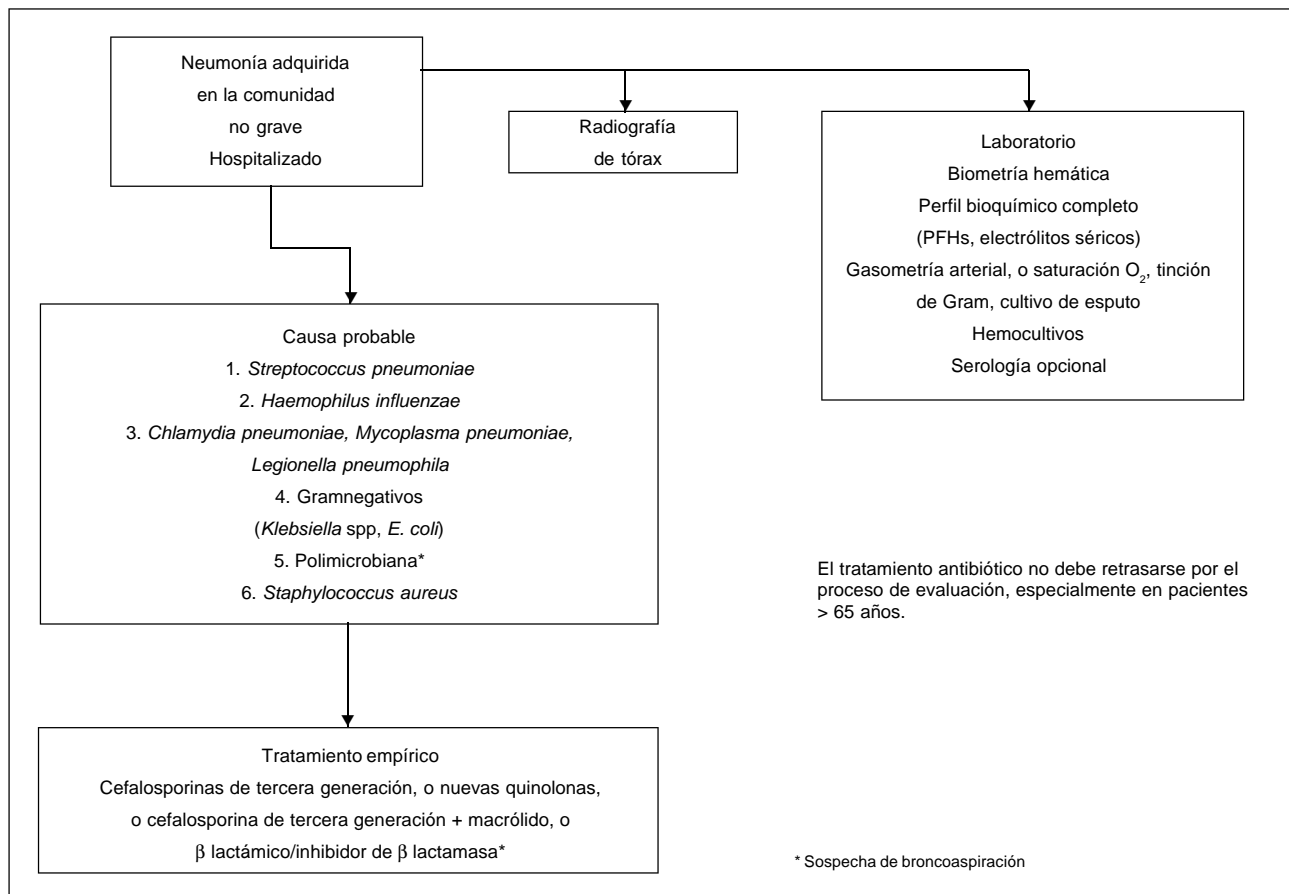 Neumonía adquirida
en la comunidad
no grave
Hospitalizado
Radiografía
de tórax
Laboratorio
Biometría hemática
Perfil bioquímico completo
(PFHs, electrólitos séricos)
Gasometría arterial, o saturación O₂, tinción
de Gram, cultivo de esputo
Hemocultivos
Serología opcional
Causa probable
1. Streptococcus pneumoniae
2. Haemophilus influenzae
3. Chlamydia pneumoniae, Mycoplasma pneumoniae,
Legionella pneumophila
4. Gramnegativos
(Klebsiella spp, E. coli)
5. Polimicrobiana*
6. Staphylococcus aureus
El tratamiento antibiótico no debe retrasarse por el
proceso de evaluación, especialmente en pacientes
> 65 años.
Tratamiento empírico
Cefalosporinas de tercera generación, o nuevas quinolonas,
o cefalosporina de tercera generación + macrólido, o
β lactámico/inhibidor de β lactamasa*
* Sospecha de broncoaspiración